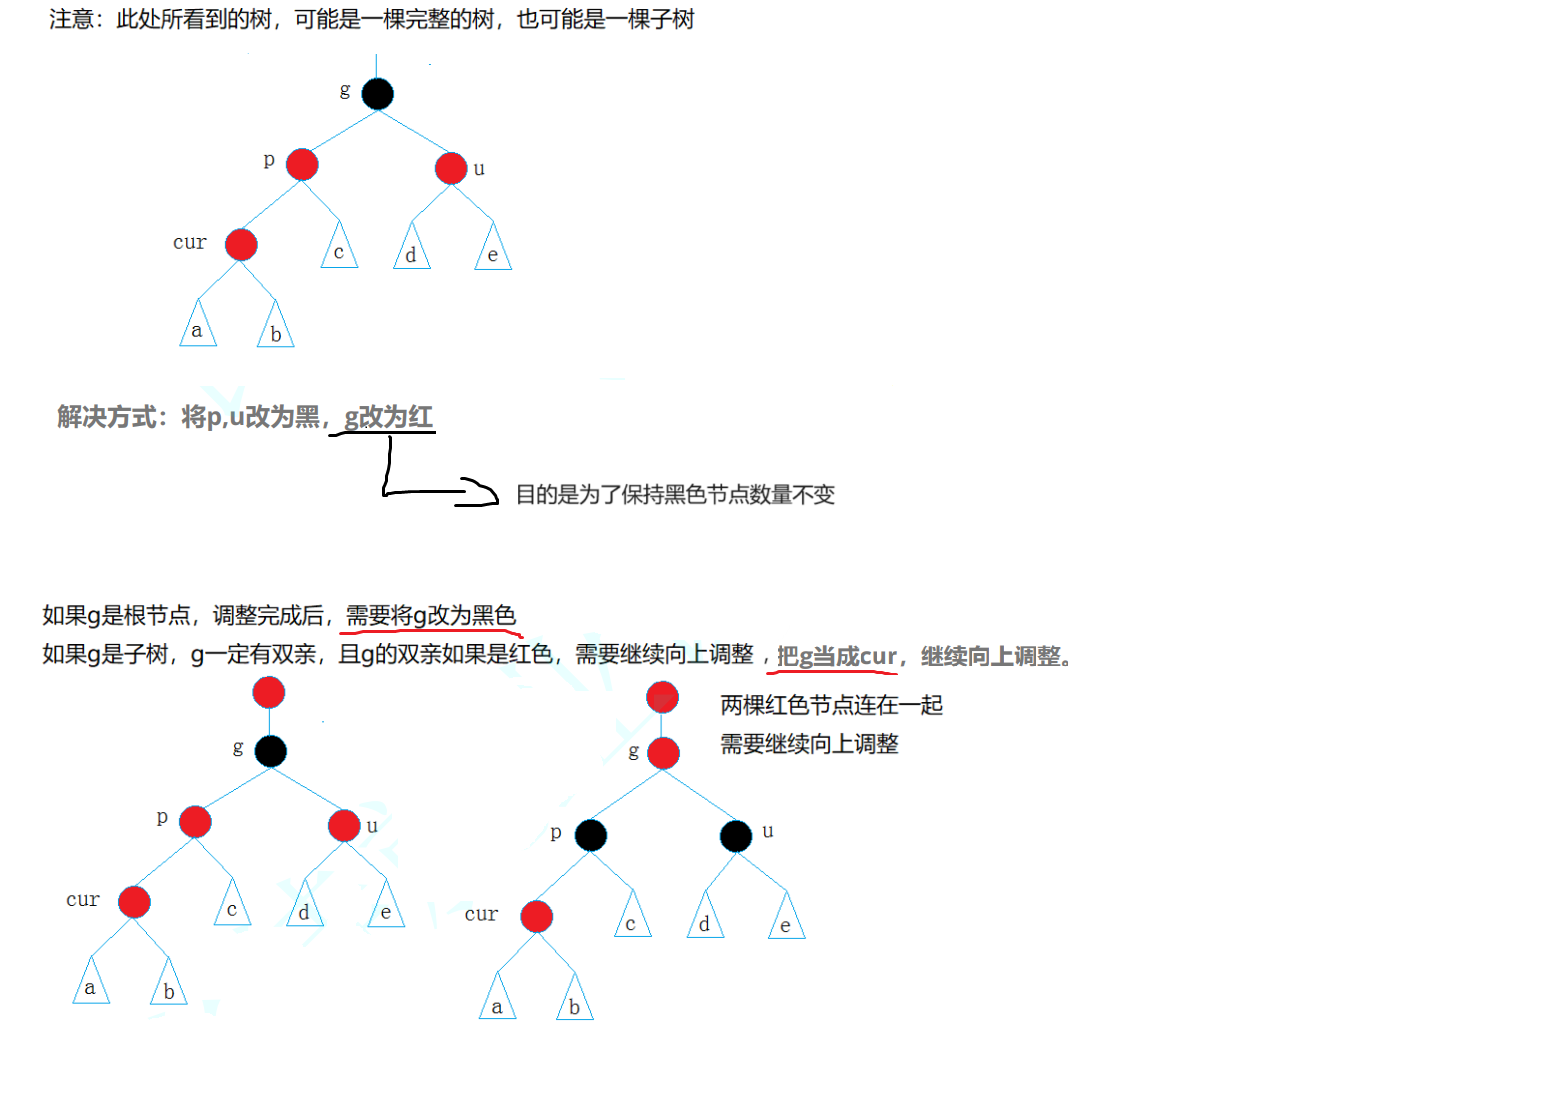 注意：此处所看到的树，可能是一棵完整的树，也可能是一棵子树
g
p
u
cur
c
d
e
a
b
解决方式：将p,u改为黑，g改为红
目的是为了保持黑色节点数量不变
如果g是根节点，调整完成后，需要将g改为黑色
如果g是子树，g一定有双亲，且g的双亲如果是红色，需要继续向上调整，把g当成cur，继续向上调整。
两棵红色节点连在一起
需要继续向上调整
g
p
u
cur
c
d
e
a
b
g
p
u
cur
c
d
e
a
b